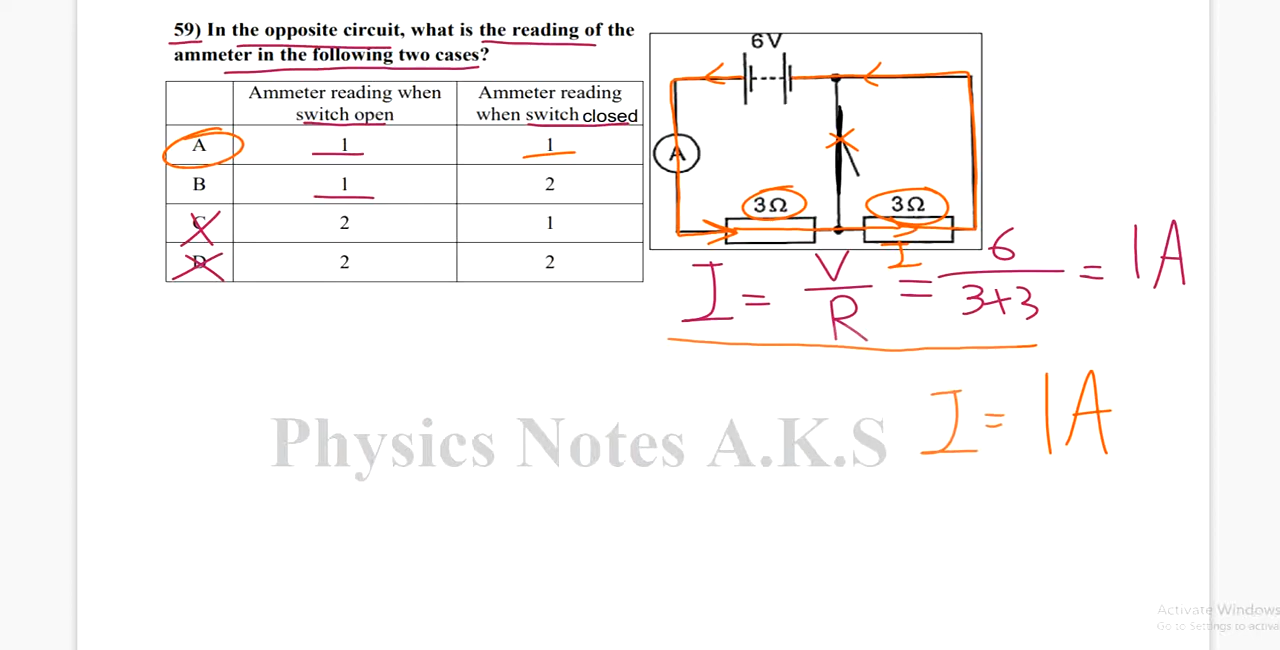 59) In the opposite circuit, what is the reading of the
ammeter in the following two cases?
Ammeter reading when switch open
Ammeter reading when switch closed
A 1 1
B 1 2
C 2 1
D 2 2
6V
A
3Ω 3Ω
I
I = V/R = 6/(3+3) = 1A
I = 1A
Physics Notes A.K.S
Activate Windows
Go to Settings to activa